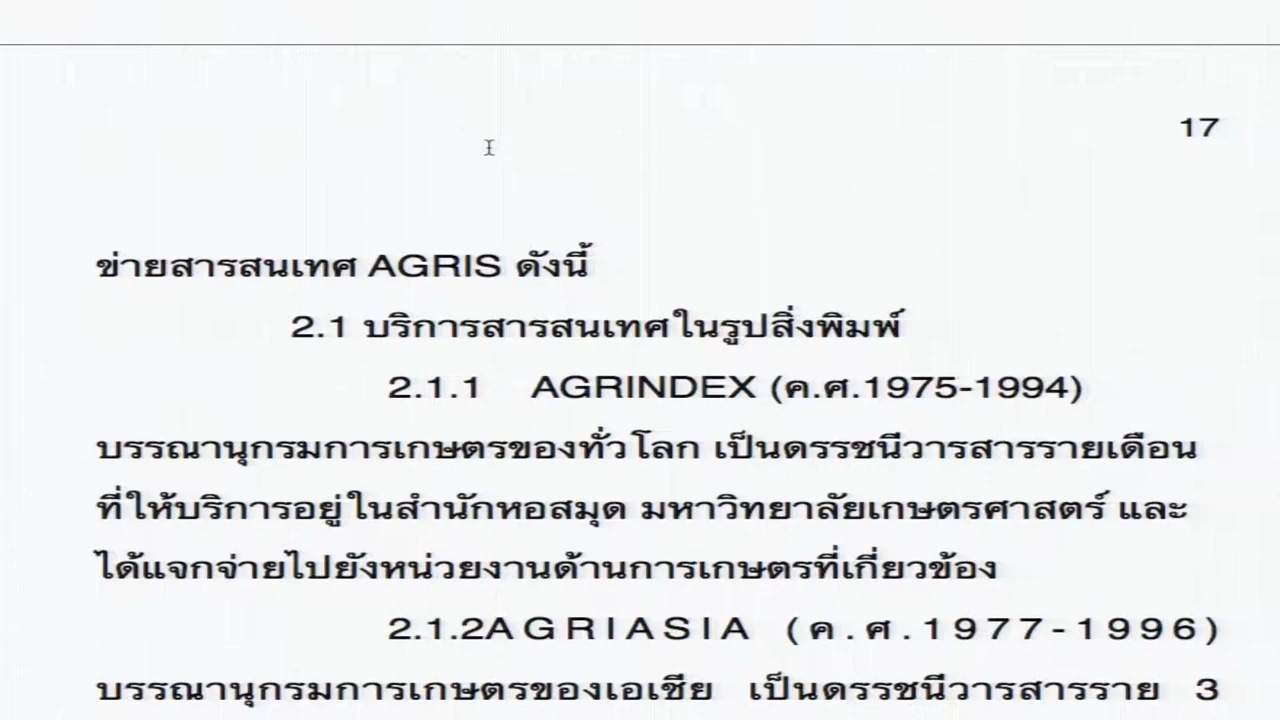 17
ข่ายสารสนเทศ AGRIS ดังนี้
2.1 บริการสารสนเทศในรูปสิ่งพิมพ์
2.1.1 AGRINDEX (ค.ศ.1975-1994)
บรรณานุกรมการเกษตรของทั่วโลก เป็นดรรชนีวารสารรายเดือน
ที่ให้บริการอยู่ในสำนักหอสมุด มหาวิทยาลัยเกษตรศาสตร์ และ
ได้แจกจ่ายไปยังหน่วยงานด้านการเกษตรที่เกี่ยวข้อง
2.1.2AGRIASIA (ค.ศ.1977-1996)
บรรณานุกรมการเกษตรของเอเชีย เป็นดรรชนีวารสารราย 3